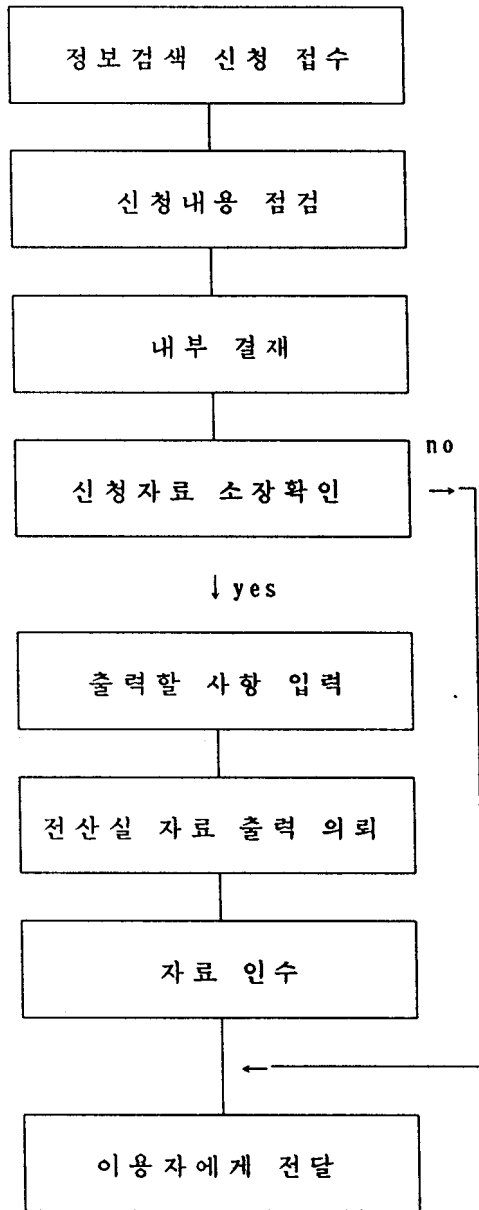 정보검색 신청 접수
신청내용 점검
내부 결재
신청자료 소장확인
no
→
↓ yes
출력할 사항 입력
전산실 자료 출력 의뢰
자료 인수
←
이용자에게 전달